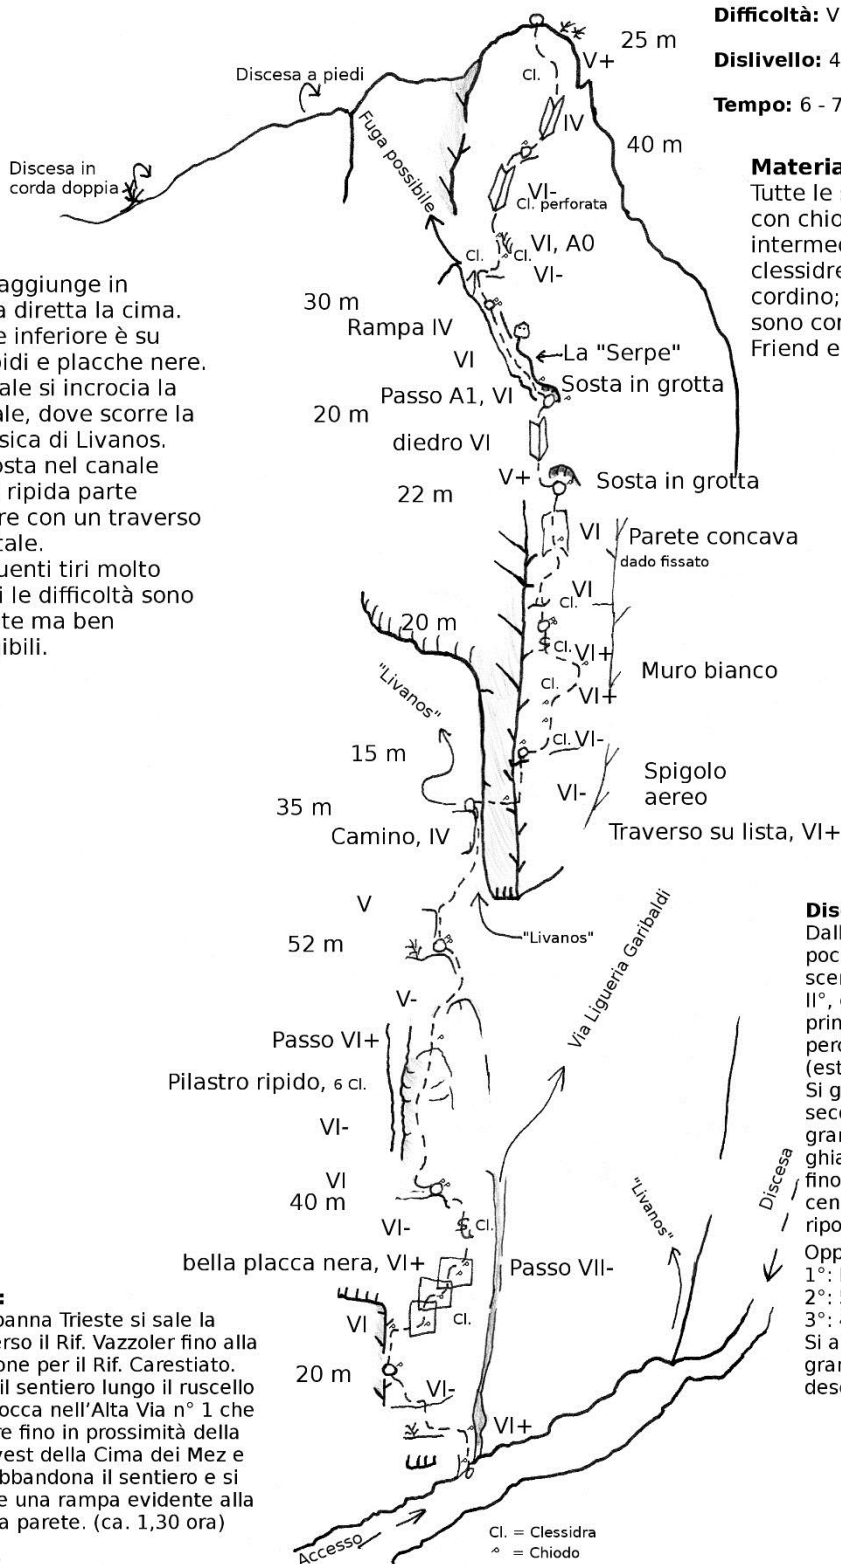 Difficoltà: V
25 m
V+
Dislivello: 4
Discesa a piedi
Cl.
Tempo: 6 - 7
IV
Fuga possibile
40 m
Discesa in
corda doppia
Materia
Tutte le
con chio
intermed
clessidre
cordino;
sono con
Friend e
VI-
Cl. perforata
VI, A0
Cl.
Cl.
VI-
aggiunge in
a diretta la cima.
e inferiore è su
pidi e placche nere.
ale si incrocia la
ale, dove scorre la
sica di Livanos.
osta nel canale
ripida parte
re con un traverso
tale.
uenti tiri molto
i le difficoltà sono
te ma ben
ibili.
30 m
Rampa IV
VI
La "Serpe"
Passo A1, VI
Sosta in grotta
20 m
diedro VI
V+
Sosta in grotta
22 m
VI
Parete concava
dado fissato
VI
Cl.
20 m
Cl.
VI+
Cl.
VI+
Muro bianco
"Livanos"
Cl.
VI-
15 m
VI-
Spigolo
aereo
35 m
Camino, IV
Traverso su lista, VI+
V
"Livanos"
52 m
V-
Via Ligueria Garibaldi
Disc
Dall
poc
scen
II°,
prin
perc
(est
Si g
seco
gran
ghia
fino
cen
ripo
Opp
1°:
2°: 5
3°: 4
Si a
gran
desc
Passo VI+
Pilastro ripido, 6 Cl.
VI-
VI
40 m
VI-
Cl.
Discesa
"Livanos"
bella placca nera, VI+
Passo VII-
Cl.
VI
:
panna Trieste si sale la
erso il Rif. Vazzoler fino alla
one per il Rif. Carestiato.
il sentiero lungo il ruscello
occa nell'Alta Via n° 1 che
re fino in prossimità della
vest della Cima dei Mez e
bbandona il sentiero e si
e una rampa evidente alla
a parete. (ca. 1,30 ora)
20 m
VI-
VI+
Accesso
Cl. = Clessidra
= Chiodo